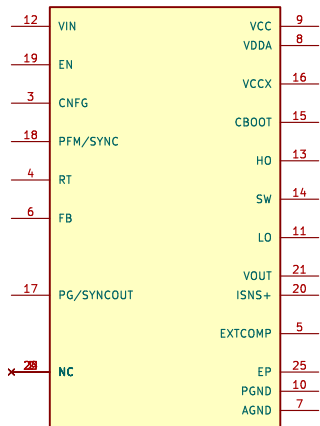 12 VIN VCC 9
VDDA 8
19 EN
VCCX 16
3 CNFG
CBOOT 15
18 PFM/SYNC
HO 13
4 RT
SW 14
6 FB
LO 11
VOUT 21
17 PG/SYNCOUT ISNS+ 20
EXTCOMP 5
NC EP 25
PGND 10
AGND 7